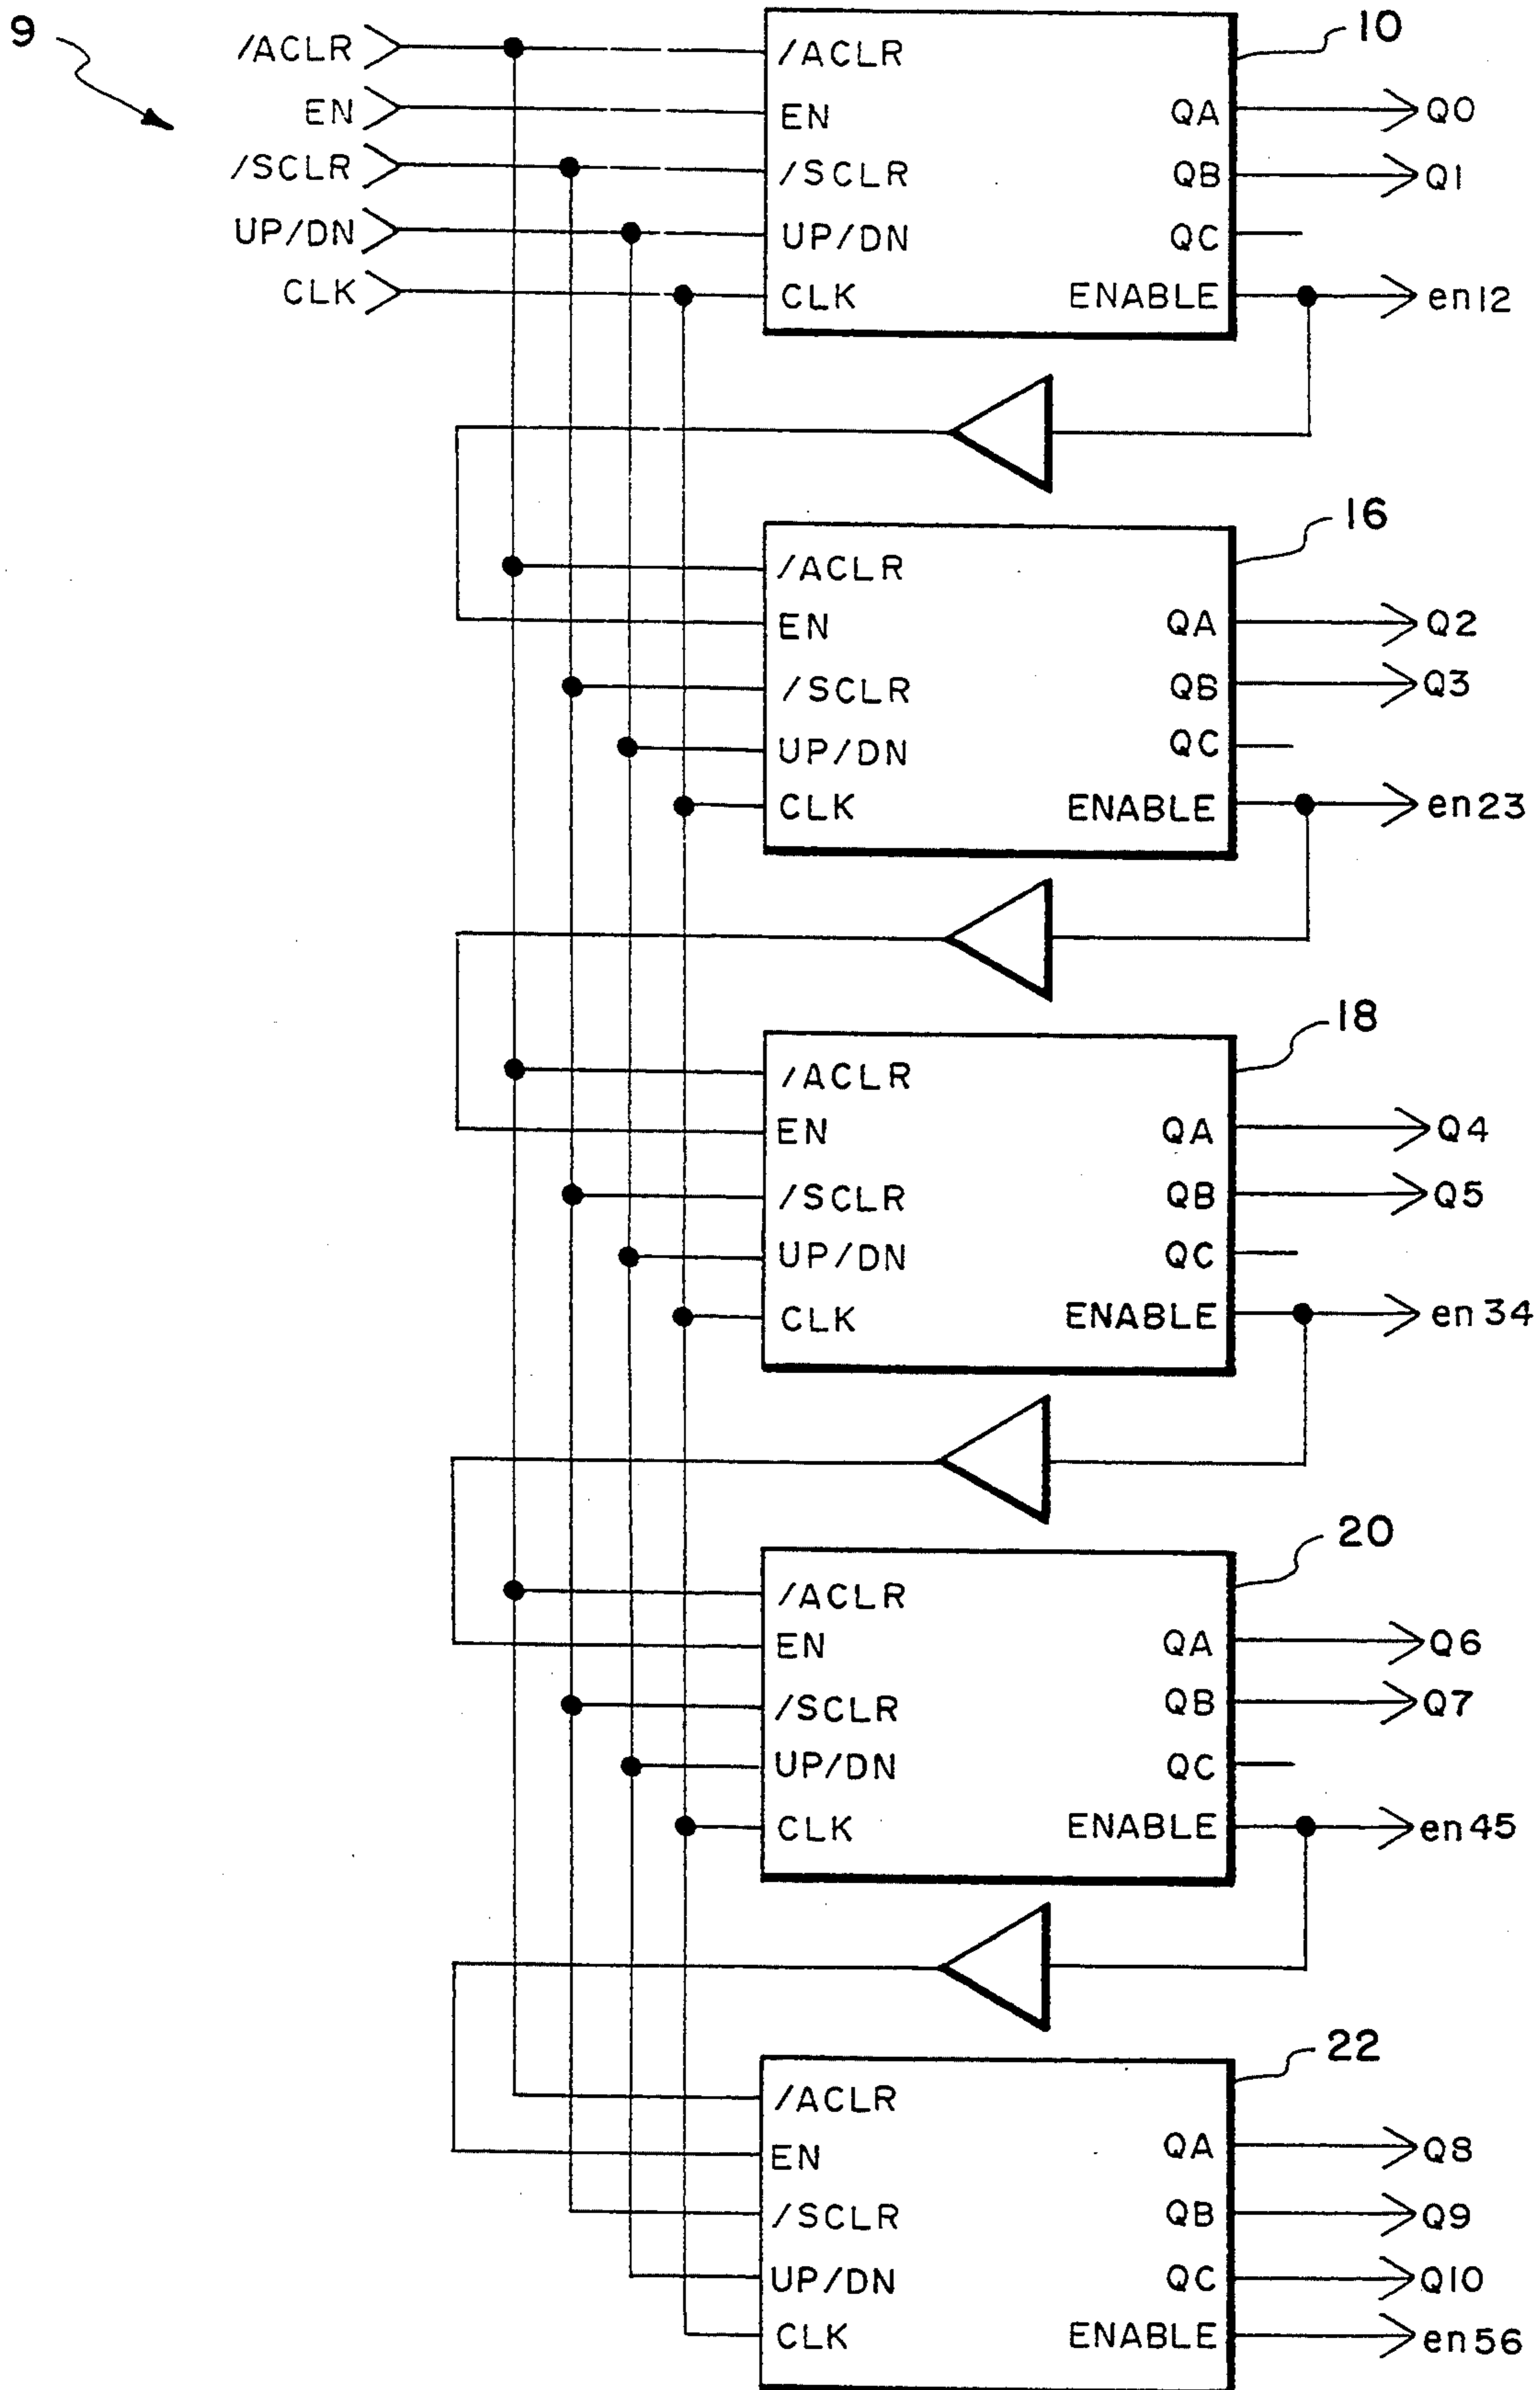 9
/ACLR
EN
/SCLR
UP/DN
CLK
10
/ACLR
EN QA Q0
/SCLR QB Q1
UP/DN QC
CLK ENABLE en12
16
/ACLR
EN QA Q2
/SCLR QB Q3
UP/DN QC
CLK ENABLE en23
18
/ACLR
EN QA Q4
/SCLR QB Q5
UP/DN QC
CLK ENABLE en34
20
/ACLR
EN QA Q6
/SCLR QB Q7
UP/DN QC
CLK ENABLE en45
22
/ACLR
EN QA Q8
/SCLR QB Q9
UP/DN QC Q10
CLK ENABLE en56